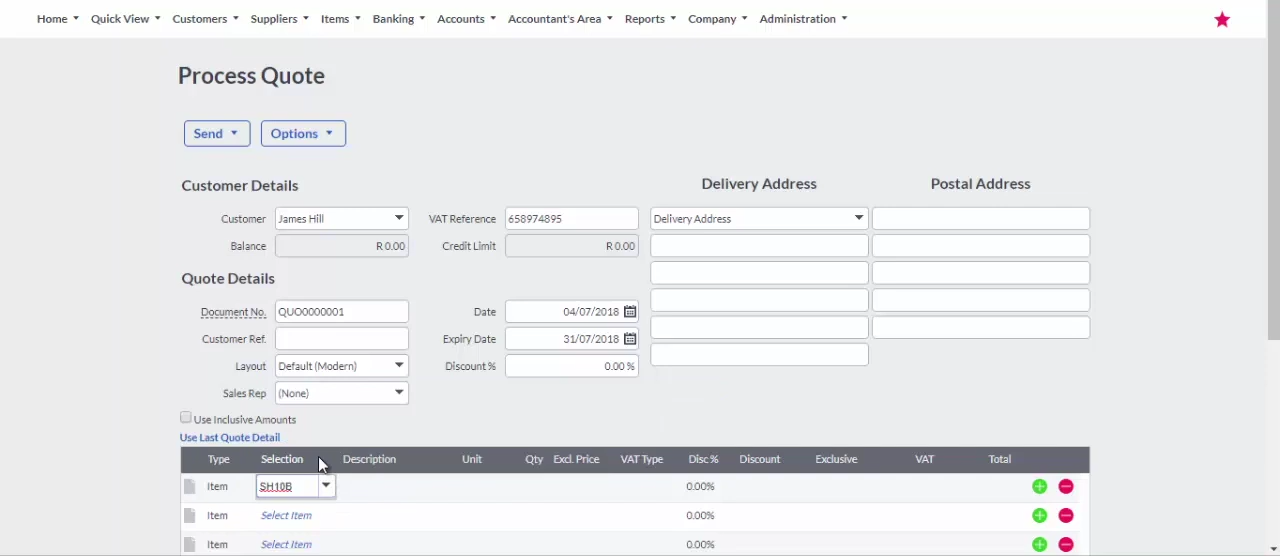 Home Quick View Customers Suppliers Items Banking Accounts Accountant's Area Reports Company Administration
Process Quote
Send Options
Customer Details Delivery Address Postal Address
Customer James Hill VAT Reference 658974895 Delivery Address
Balance R 0.00 Credit Limit R 0.00
Quote Details
Document No. QUO0000001 Date 04/07/2018
Customer Ref. Expiry Date 31/07/2018
Layout Default (Modern) Discount % 0.00 %
Sales Rep (None)
Use Inclusive Amounts
Use Last Quote Detail
Type Selection Description Unit Qty Excl. Price VAT Type Disc % Discount Exclusive VAT Total
Item SH10B 0.00%
Item Select Item 0.00%
Item Select Item 0.00%